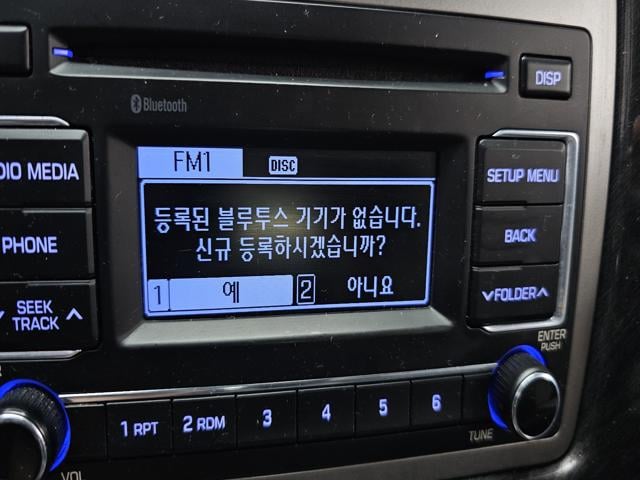 DISP
Bluetooth
FM1 DISC
DIO MEDIA
SETUP MENU
등록된 블루투스 기기가 없습니다.
신규 등록하시겠습니까?
PHONE
BACK
1 예 2 아니요
SEEK
TRACK
FOLDER
ENTER
PUSH
1 RPT 2 RDM 3 4 5 6
TUNE
VOL